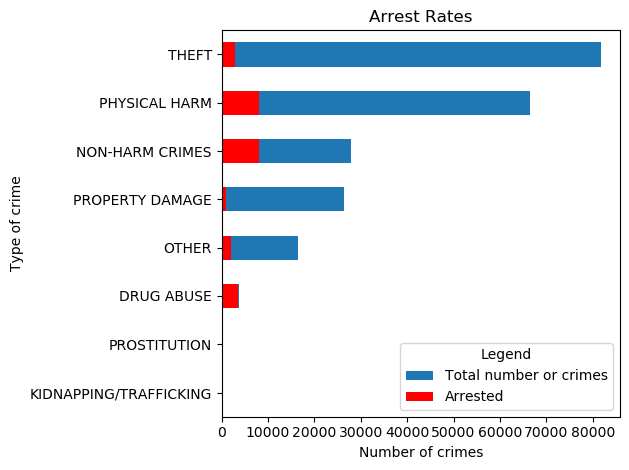 Arrest Rates
Type of crime
THEFT
PHYSICAL HARM
NON-HARM CRIMES
PROPERTY DAMAGE
OTHER
DRUG ABUSE
PROSTITUTION
KIDNAPPING/TRAFFICKING
Legend
Total number or crimes
Arrested
0 10000 20000 30000 40000 50000 60000 70000 80000
Number of crimes